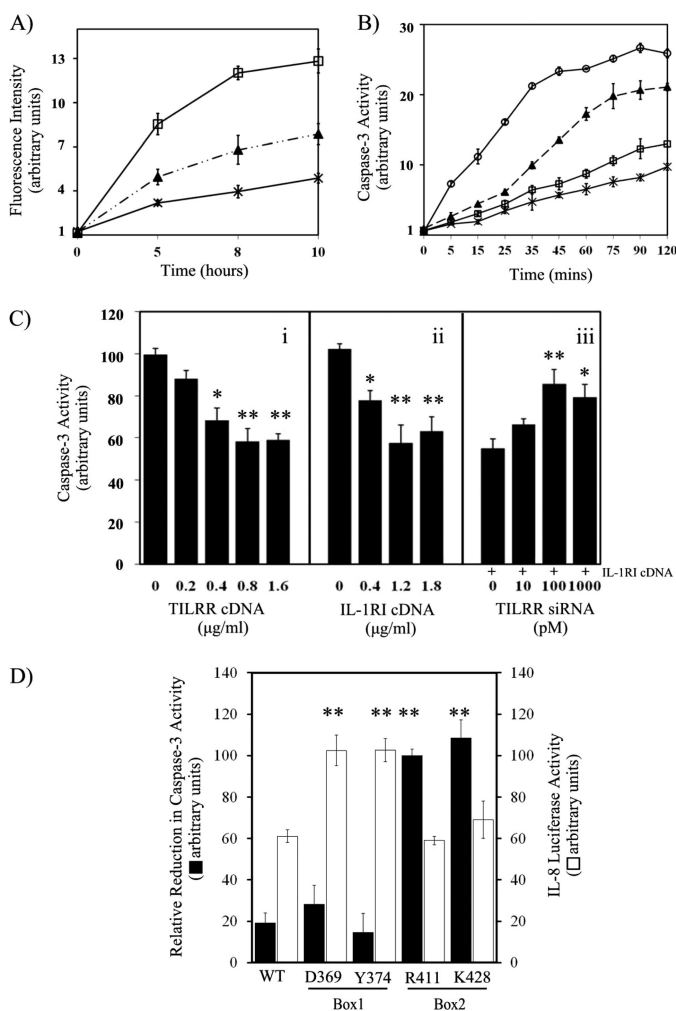 A)
Fluorescence Intensity
(arbitrary units)
13
10
7
4
1
0 5 8 10
Time (hours)
B)
Caspase-3 Activity
(arbitrary units)
30
20
10
1
0 5 15 25 35 45 60 75 90 120
Time (mins)
C)
Caspase-3 Activity
(arbitrary units)
120
100
80
60
40
20
0
i
* ** **
0 0.2 0.4 0.8 1.6
TILRR cDNA
(μg/ml)
ii
* ** **
0 0.4 1.2 1.8
IL-1RI cDNA
(μg/ml)
iii
** *
+ + + + IL-1RI cDNA
0 10 100 1000
TILRR siRNA
(pM)
D)
Relative Reduction in Caspase-3 Activity
(■ arbitrary units)
140
120
100
80
60
40
20
0
** ** ** **
140
120
100
80
60
40
20
0
IL-8 Luciferase Activity
(□ arbitrary units)
WT D369 Y374 R411 K428
Box1 Box2